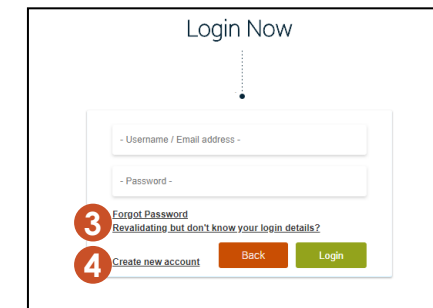 Login Now
- Username / Email address -
- Password -
3 Forgot Password
Revalidating but don't know your login details?
4 Create new account Back Login